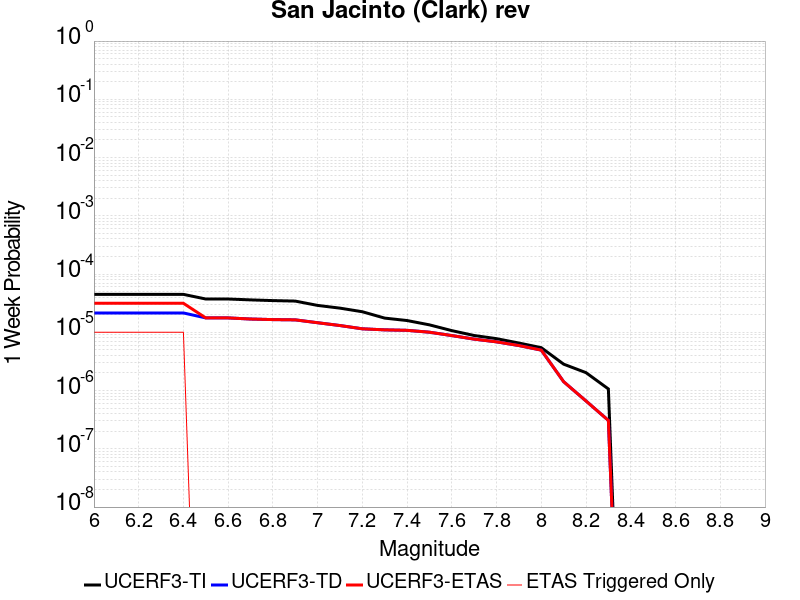 San Jacinto (Clark) rev
10^0
10^-1
10^-2
10^-3
10^-4
10^-5
10^-6
10^-7
10^-8
1 Week Probability
6 6.2 6.4 6.6 6.8 7 7.2 7.4 7.6 7.8 8 8.2 8.4 8.6 8.8 9
Magnitude
UCERF3-TI UCERF3-TD UCERF3-ETAS ETAS Triggered Only